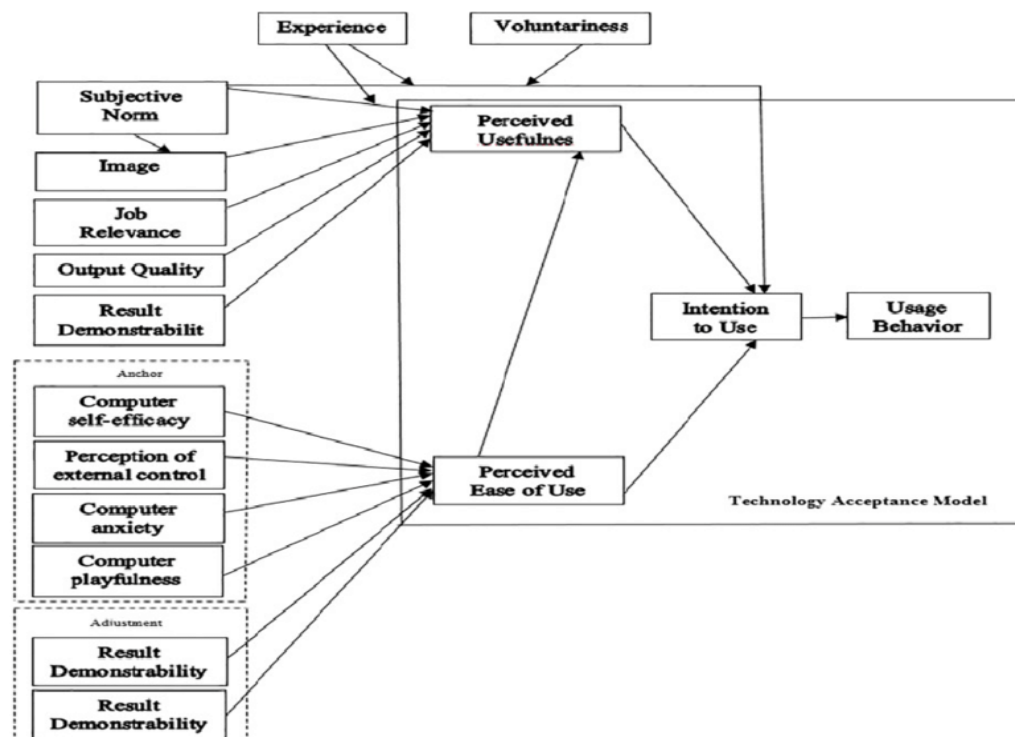 Experience
Voluntariness
Subjective
Norm
Image
Job
Relevance
Output Quality
Result
Demonstrabilit
Perceived
Usefulnes
Intention
to Use
Usage
Behavior
Anchor
Computer
self-efficacy
Perception of
external control
Computer
anxiety
Computer
playfulness
Perceived
Ease of Use
Technology Acceptance Model
Adiustment
Result
Demonstrability
Result
Demonstrability